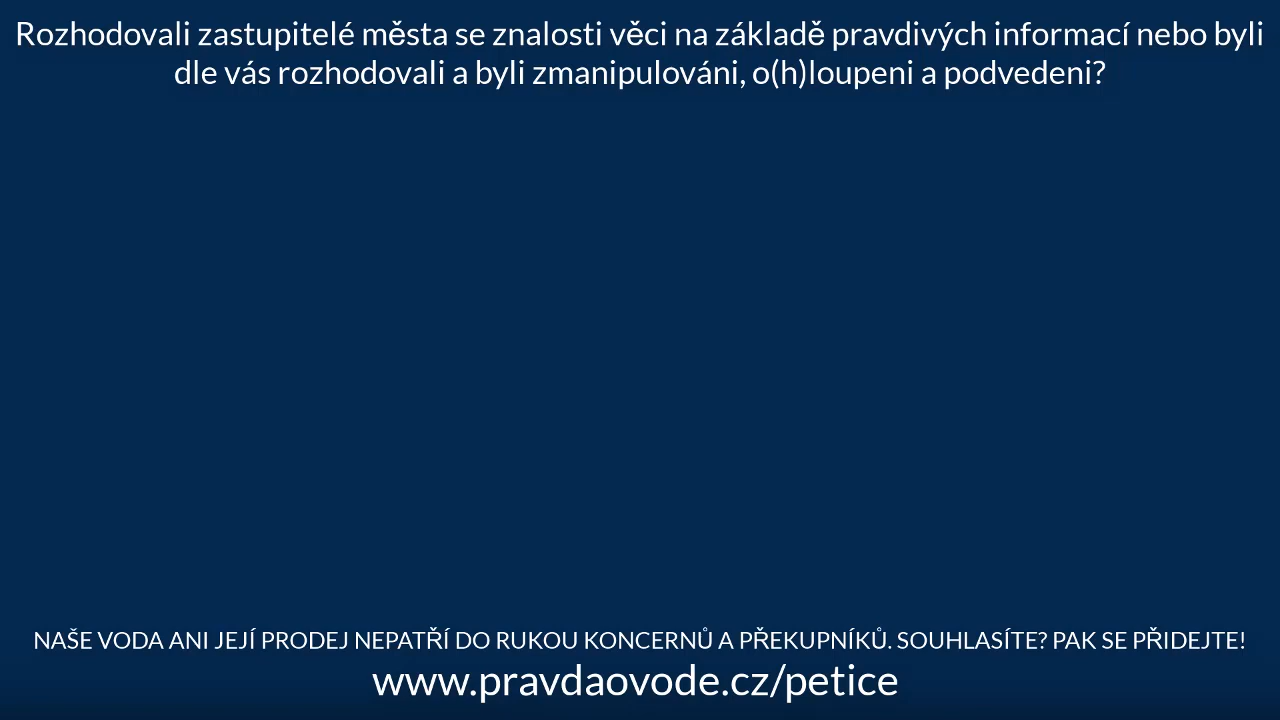 Rozhodovali zastupitelé města se znalosti věci na základě pravdivých informací nebo byli
dle vás rozhodovali a byli zmanipulováni, o(h)loupeni a podvedeni?
NAŠE VODA ANI JEJÍ PRODEJ NEPATŘÍ DO RUKOU KONCERNŮ A PŘEKUPNÍKŮ. SOUHLASÍTE? PAK SE PŘIDEJTE!
www.pravdaovode.cz/petice